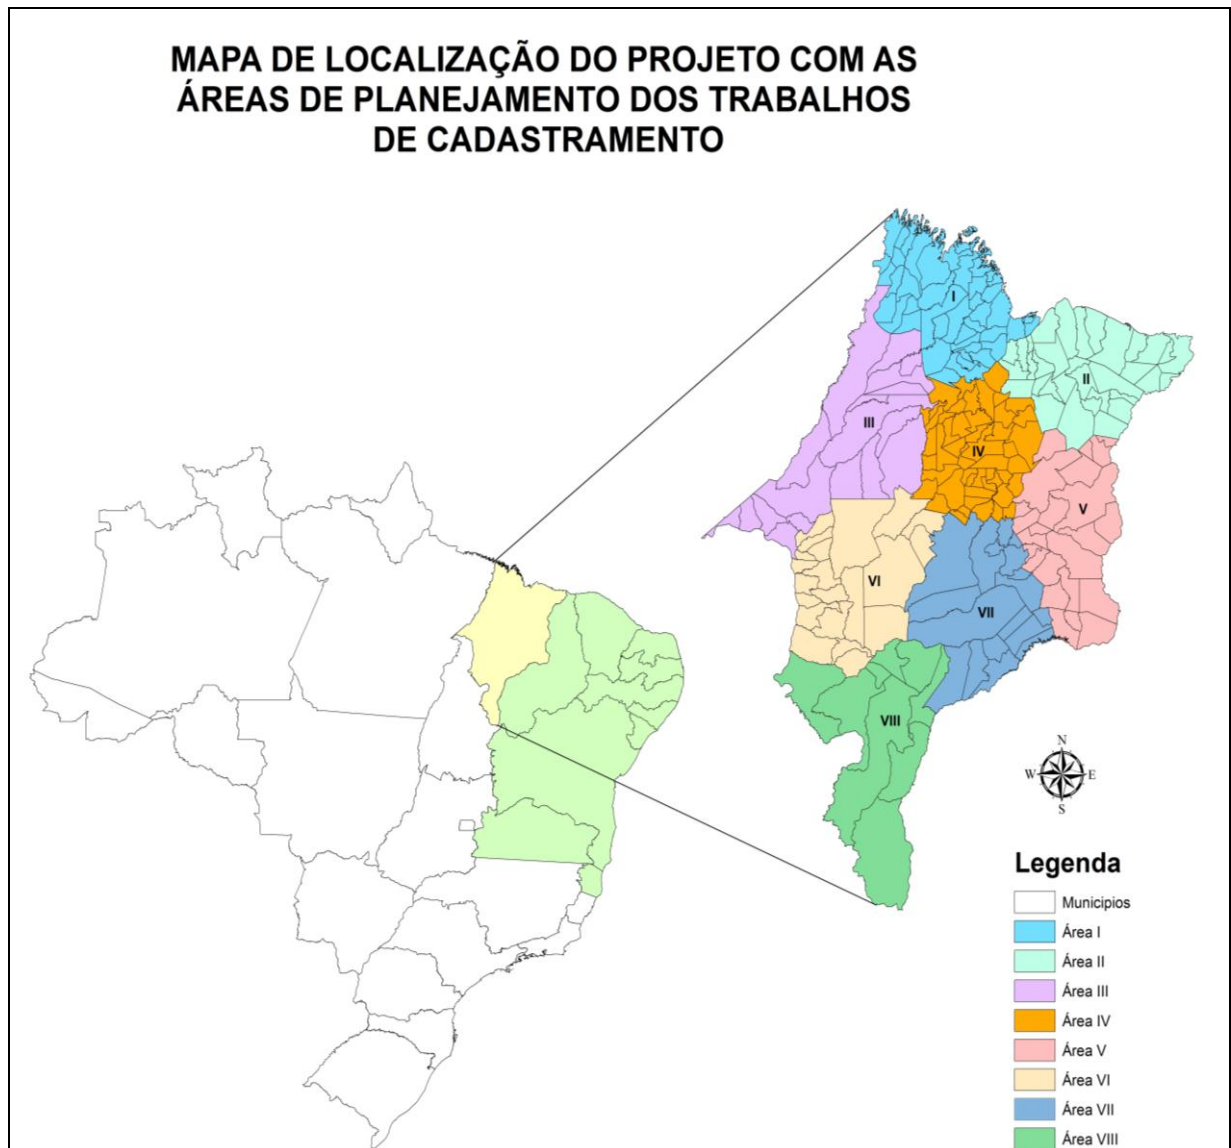 MAPA DE LOCALIZAÇÃO DO PROJETO COM AS
ÁREAS DE PLANEJAMENTO DOS TRABALHOS
DE CADASTRAMENTO
I
II
III
IV
V
VI
VII
VIII
N
W
E
S
Legenda
Municipios
Área I
Área II
Área III
Área IV
Área V
Área VI
Área VII
Área VIII